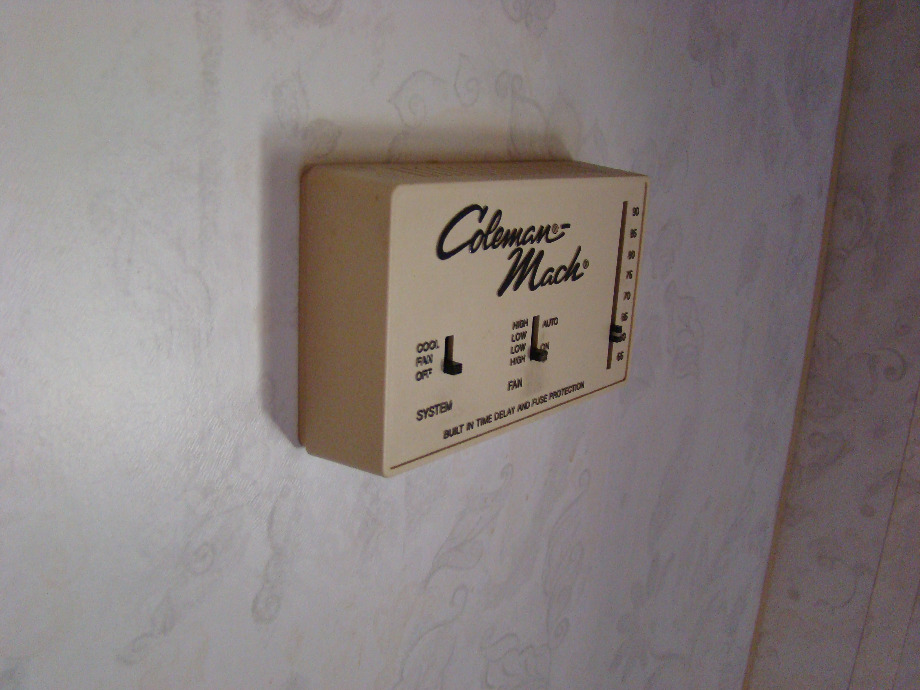 Coleman®-
Mach®
90
85
80
75
70
65
55
COOL
FAN
OFF
SYSTEM
HIGH AUTO
LOW
LOW ON
HIGH
FAN
BUILT IN TIME DELAY AND FUSE PROTECTION